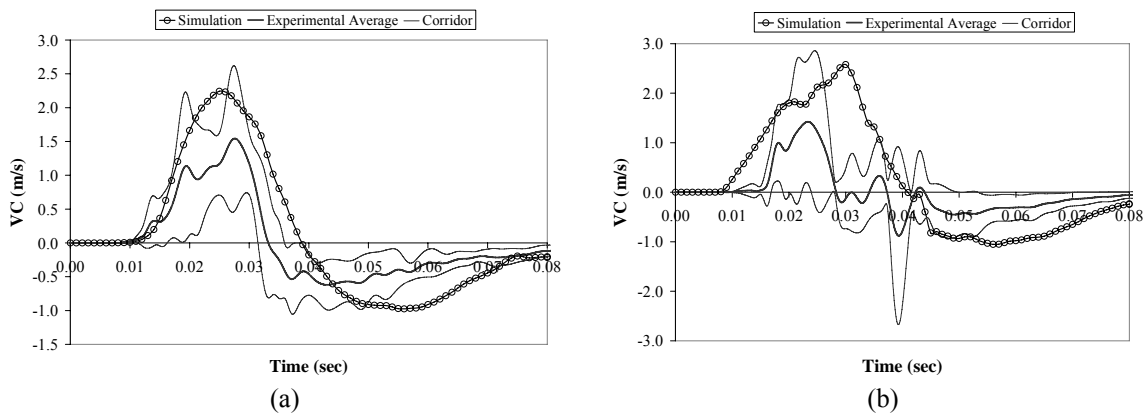 Simulation Experimental Average Corridor
3.0
2.5
2.0
1.5
1.0
0.5
0.0
-0.5
-1.0
-1.5
VC (m/s)
0.00 0.01 0.02 0.03 0.04 0.05 0.06 0.07 0.08
Time (sec)
(a)
Simulation Experimental Average Corridor
3.0
2.0
1.0
0.0
-1.0
-2.0
-3.0
VC (m/s)
0.00 0.01 0.02 0.03 0.04 0.05 0.06 0.07 0.08
Time (sec)
(b)